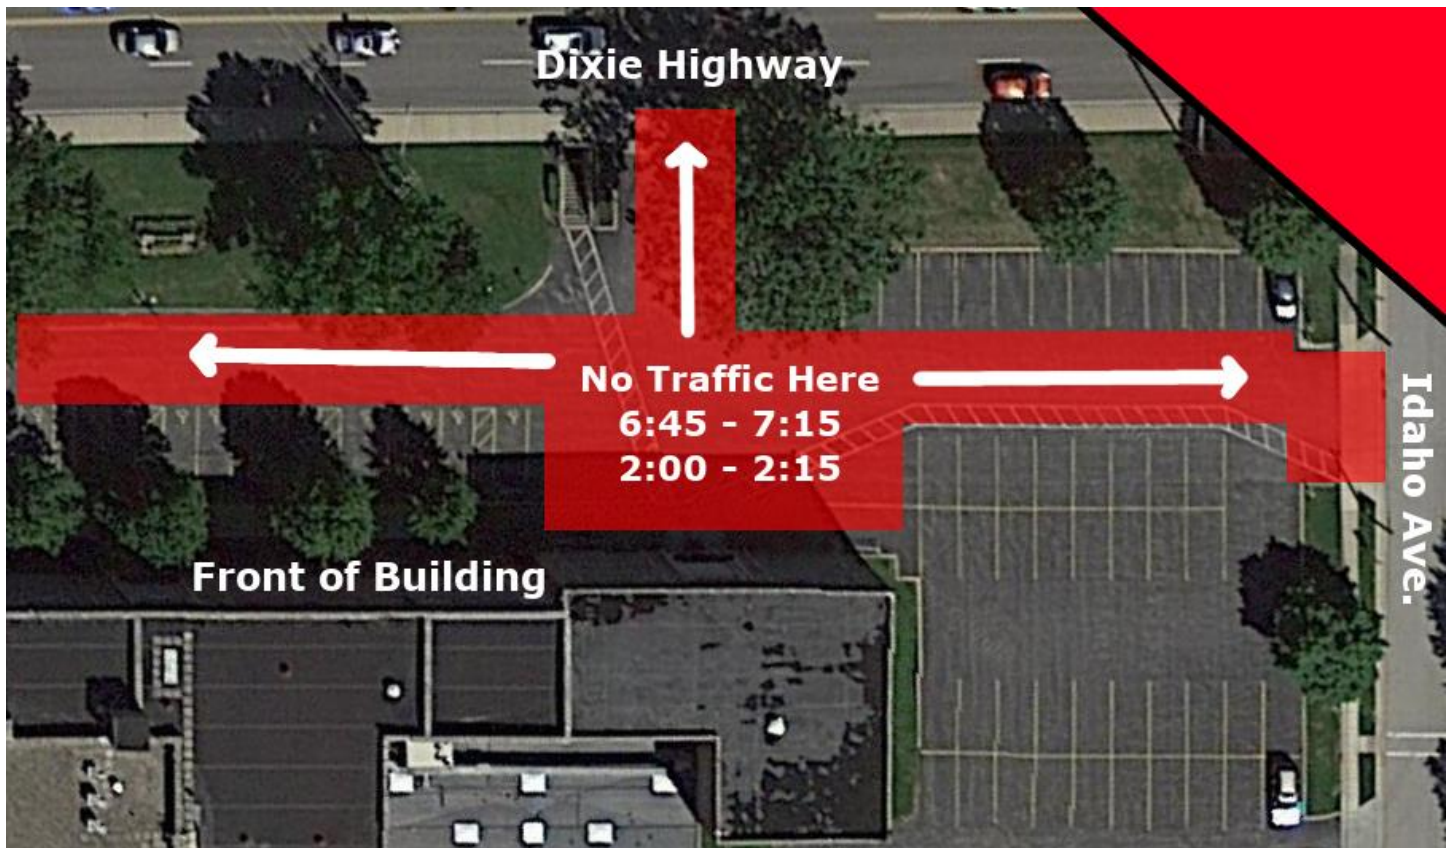 Dixie Highway
No Traffic Here
6:45 - 7:15
2:00 - 2:15
Idaho Ave.
Front of Building